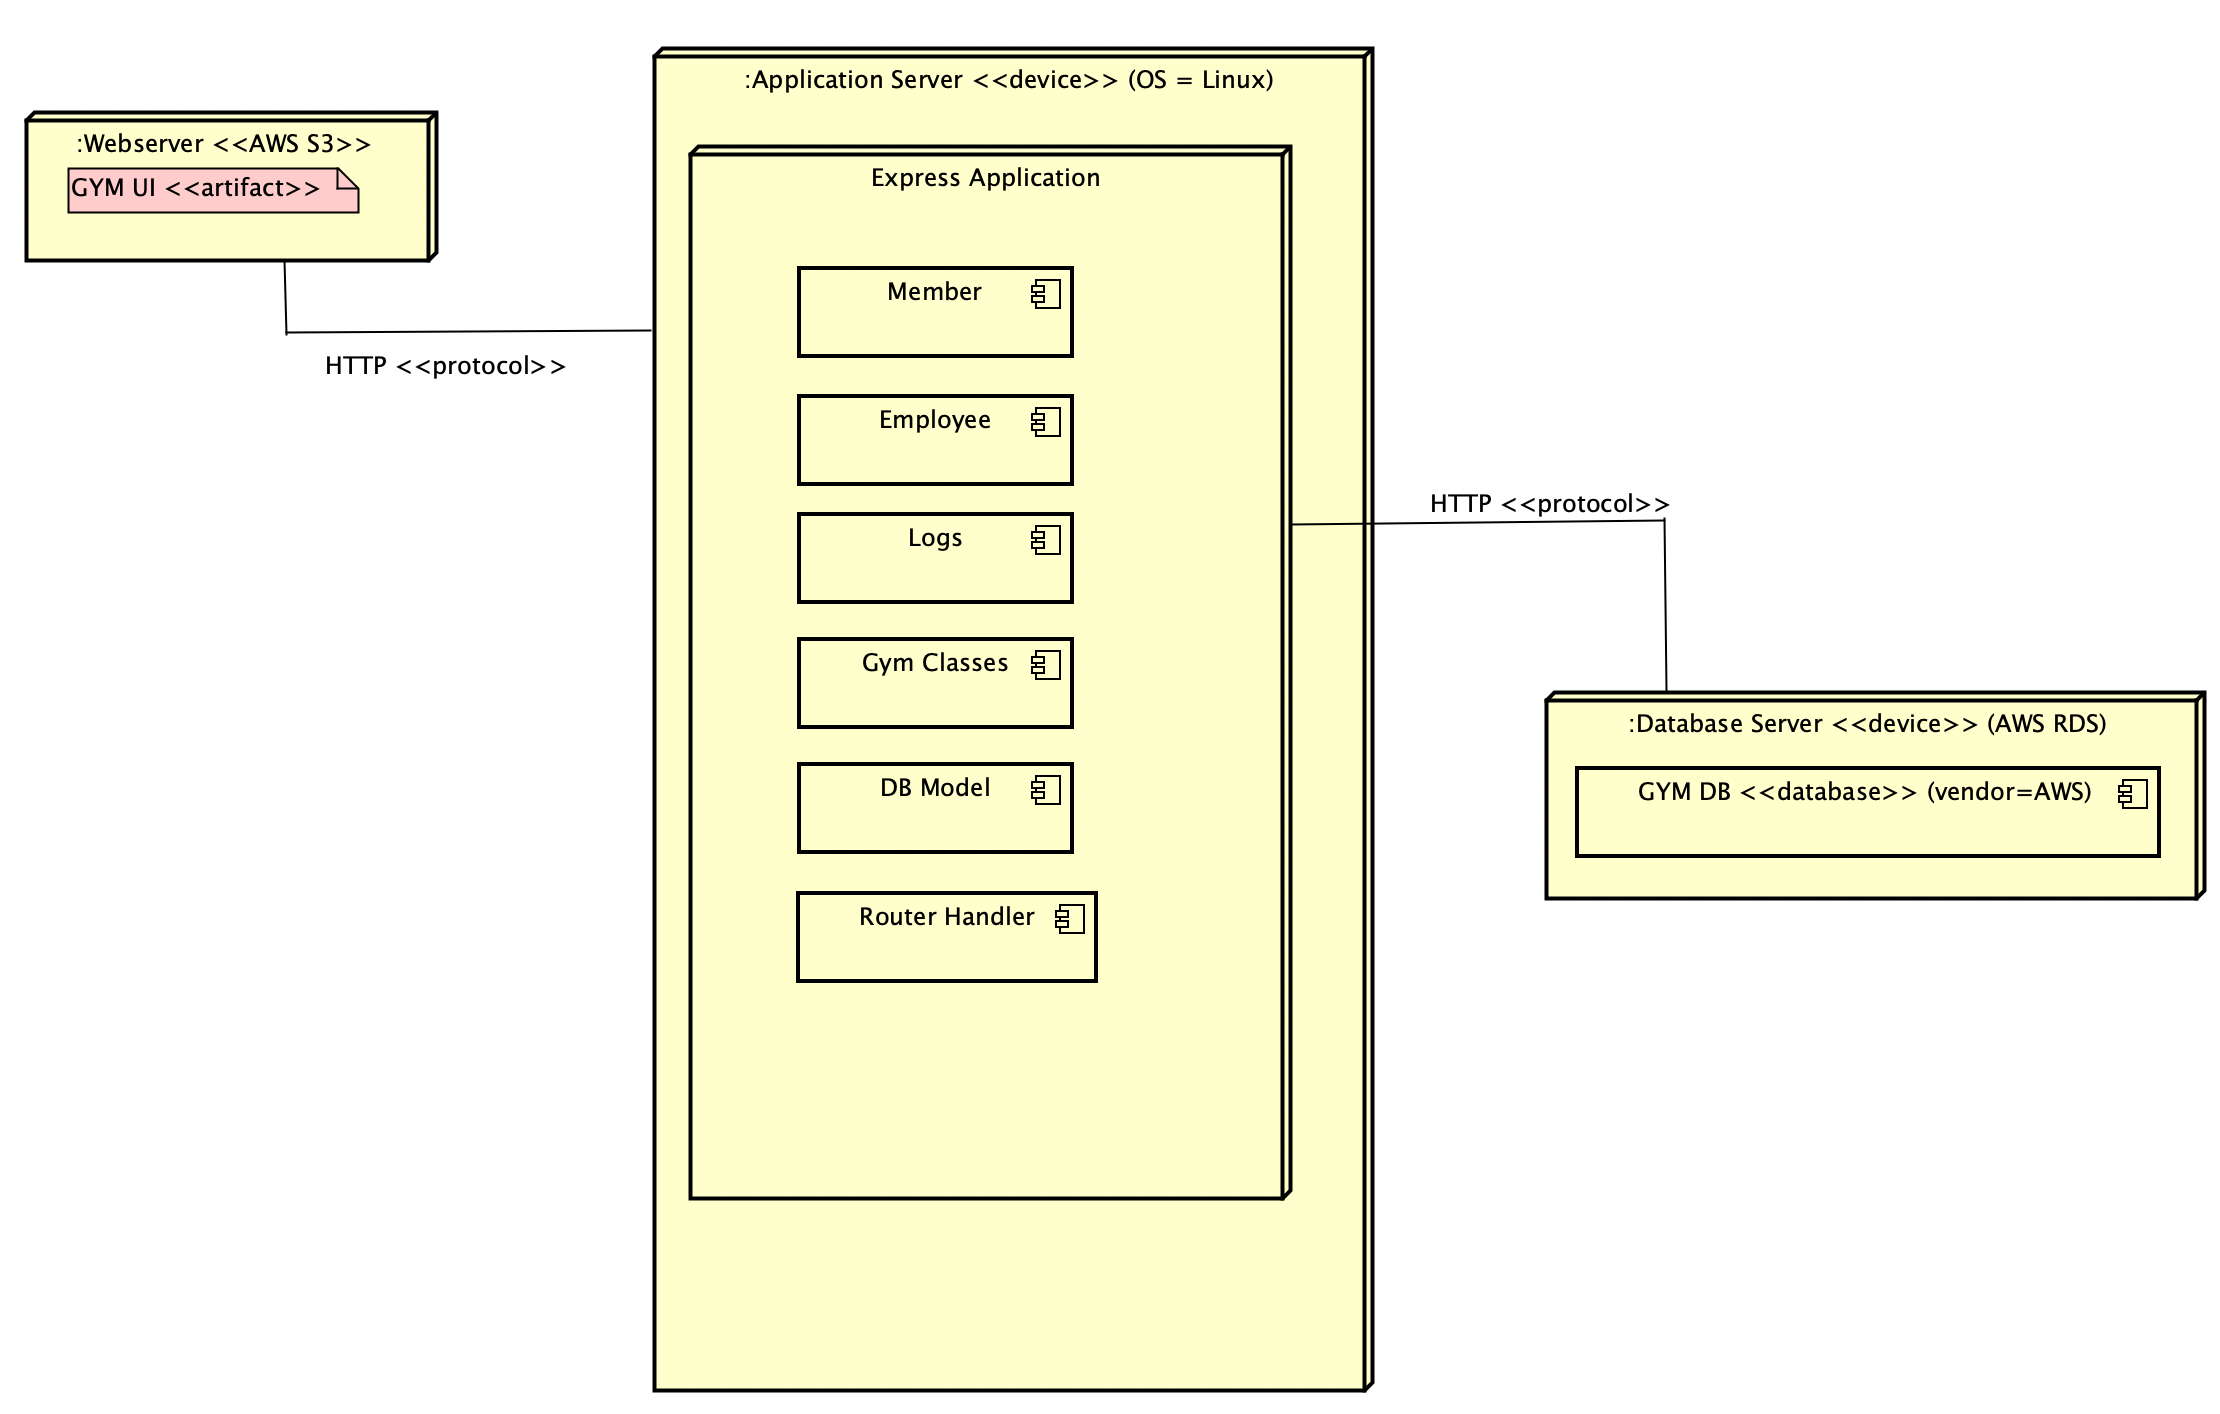 :Webserver <<AWS S3>>
GYM UI <<artifact>>
HTTP <<protocol>>
:Application Server <<device>> (OS = Linux)
Express Application
Member
Employee
Logs
Gym Classes
DB Model
Router Handler
HTTP <<protocol>>
:Database Server <<device>> (AWS RDS)
GYM DB <<database>> (vendor=AWS)